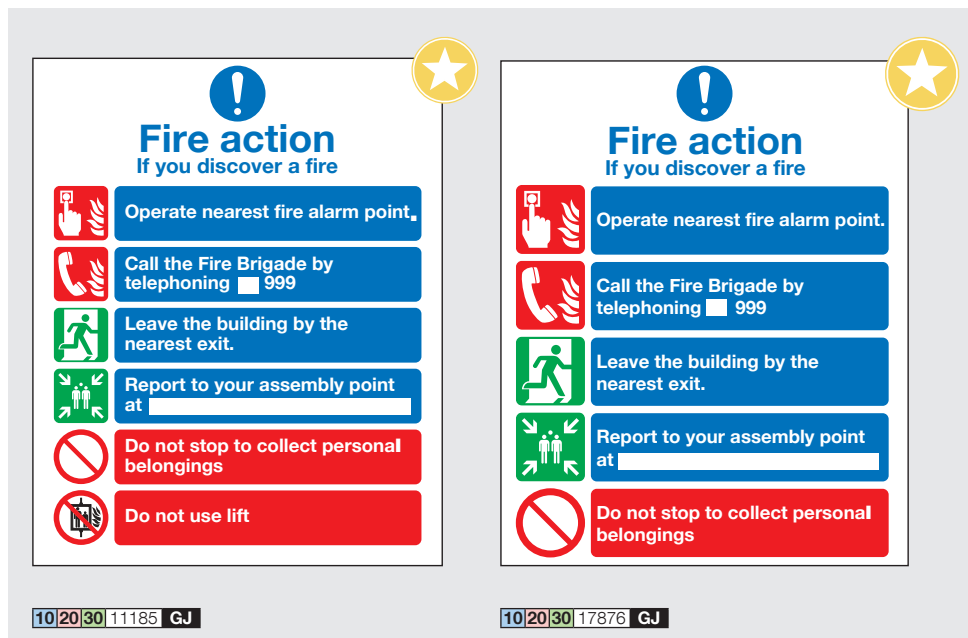 Fire action
If you discover a fire
Operate nearest fire alarm point.
Call the Fire Brigade by
telephoning 999
Leave the building by the
nearest exit.
Report to your assembly point
at
Do not stop to collect personal
belongings
Do not use lift
10 20 30 11185 GJ
Fire action
If you discover a fire
Operate nearest fire alarm point.
Call the Fire Brigade by
telephoning 999
Leave the building by the
nearest exit.
Report to your assembly point
at
Do not stop to collect personal
belongings
10 20 30 17876 GJ